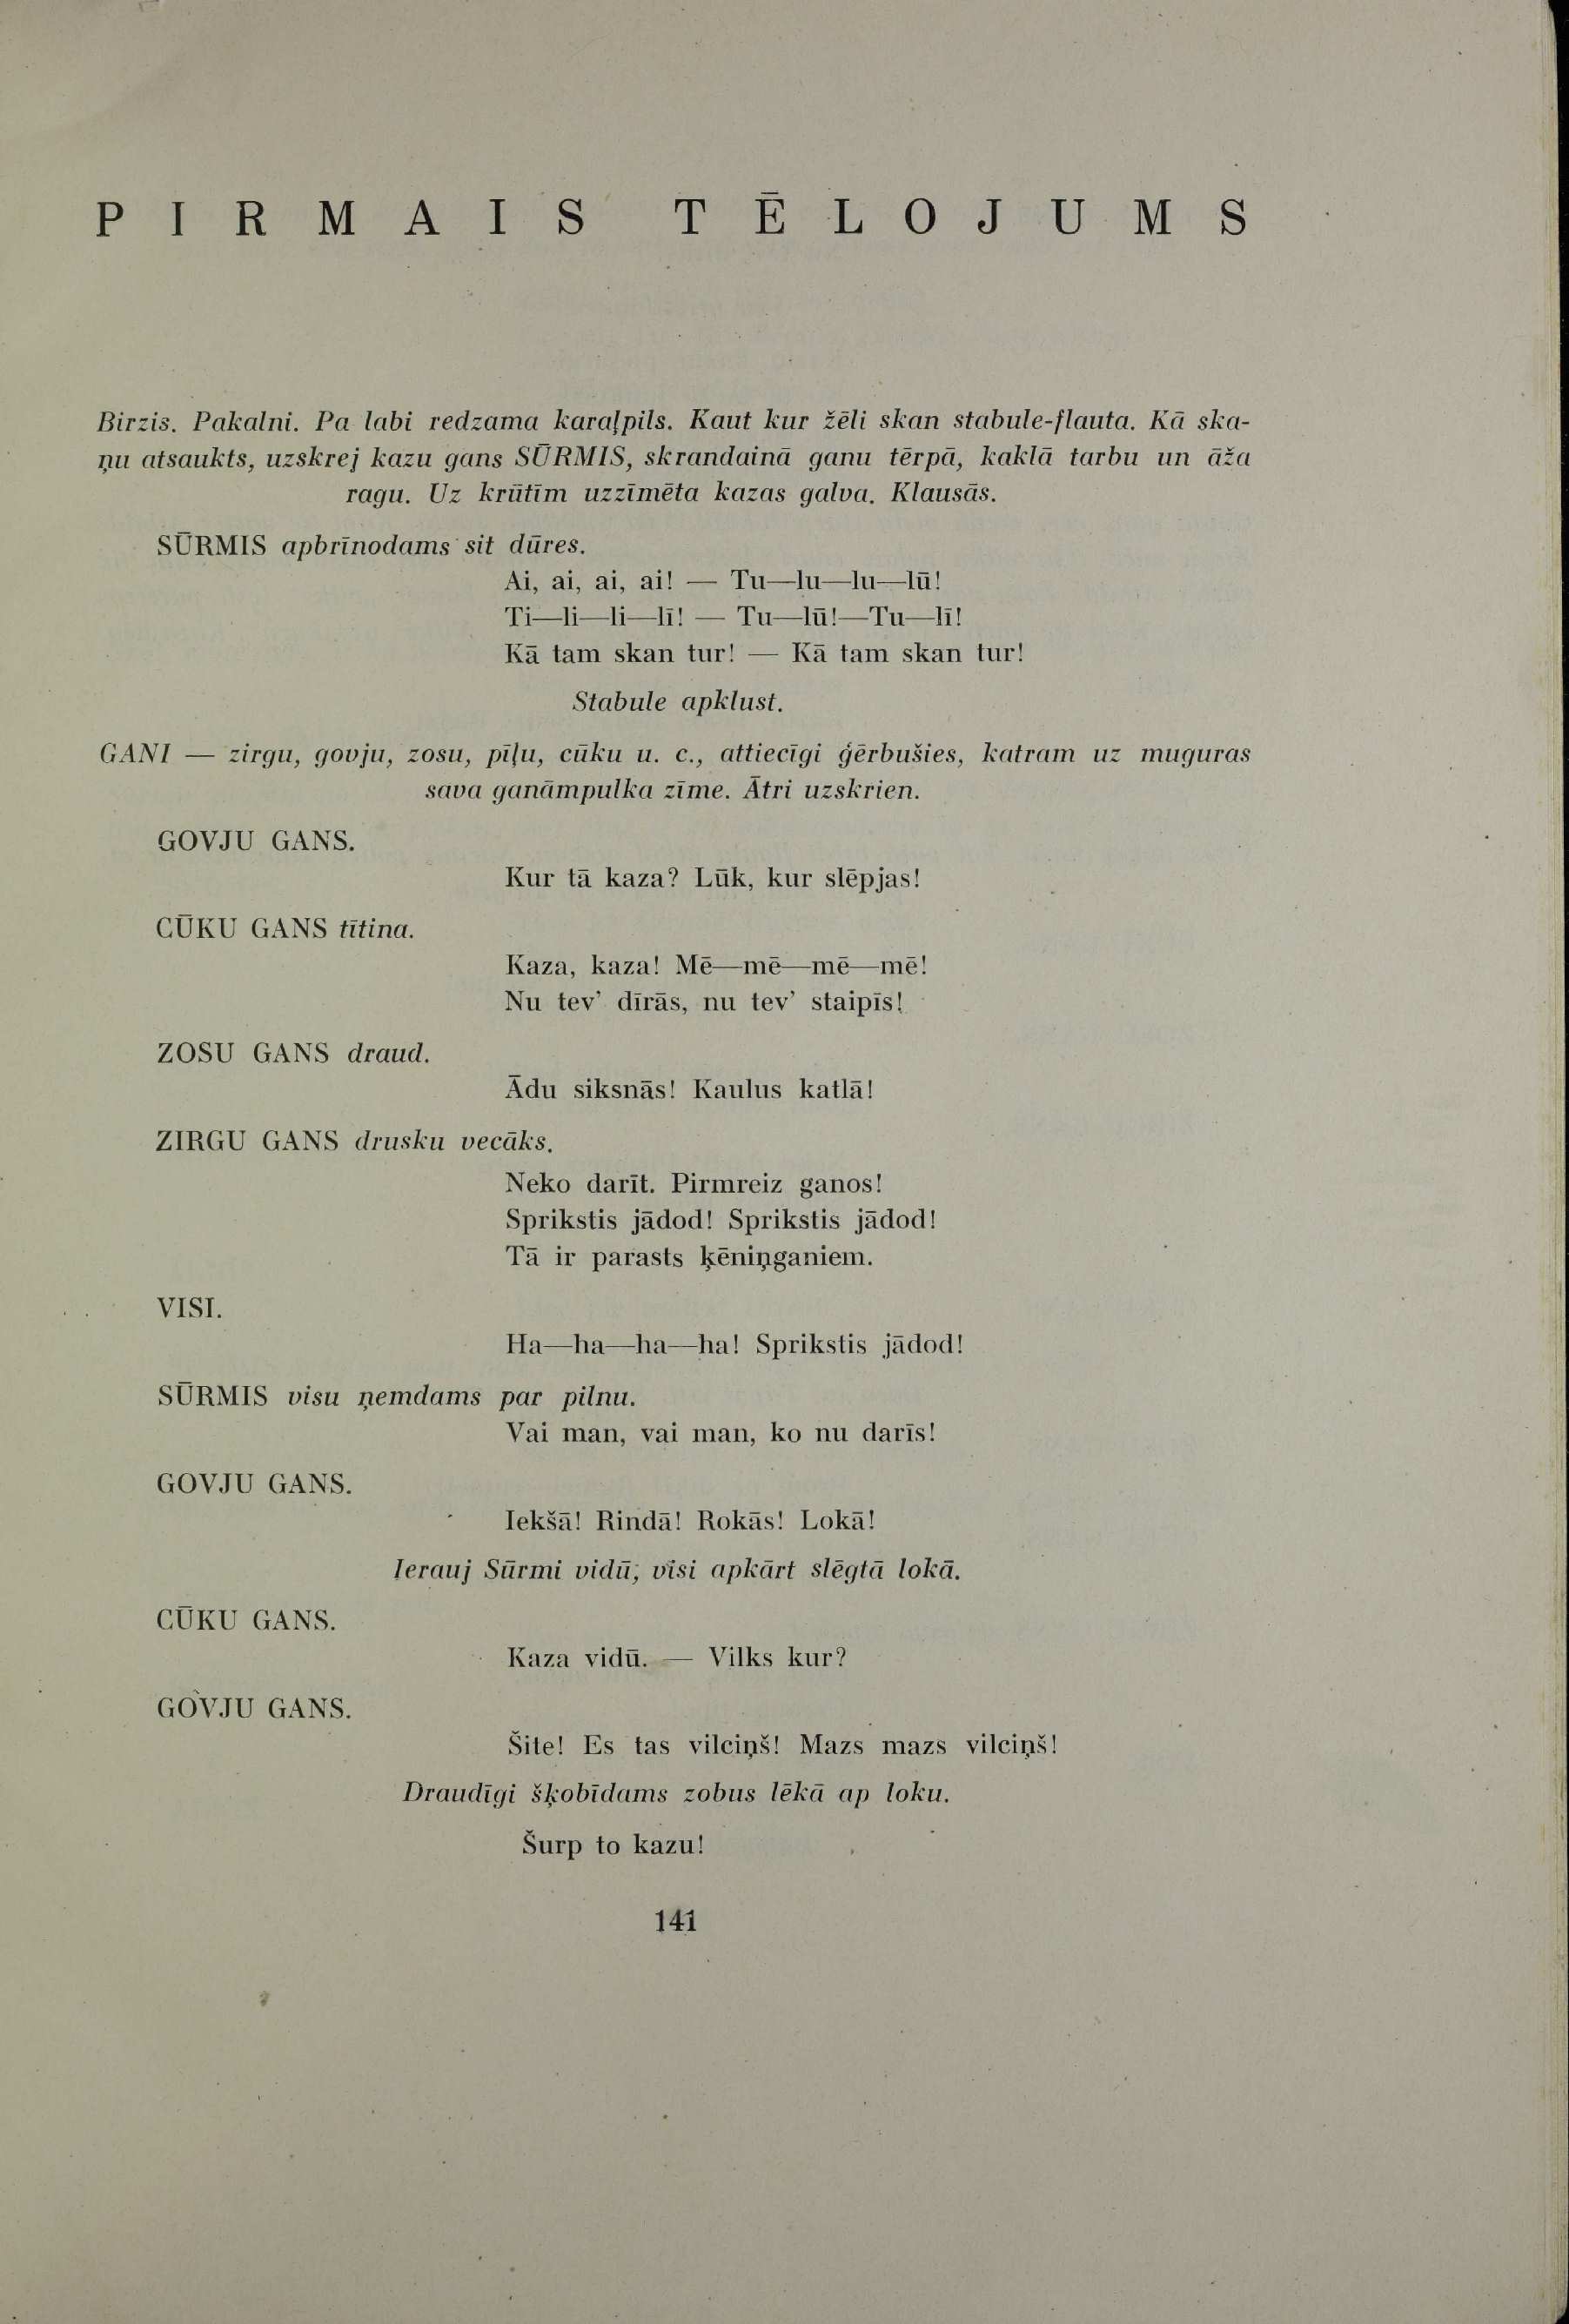 PIRMAIS TĒLOJUMS
Birzis. Pakalni. Pa labi redzama karaļpils. Kaut kur žēli skan stabule-flauta. Kā ska-
ņu atsaukts, uzskrej kazu gans SŪRMIS, skrandainā ganu tērpā, kaklā tarbu un āža
ragu. Uz krūtīm uzzīmēta kazas galva. Klausās.
SŪRMIS apbrīnodams sit dūres.
Ai, ai, ai, ai! — Tu—lu—lu—lū!
Ti—li—li—lī! — Tu—lū!—Tu—lī!
Kā tam skan tur! — Kā tam skan tur!
Stabule apklust.
GANI — zirgu, govju, zosu, pīļu, cūku u. c., attiecīgi ģērbušies, katram uz muguras
sava ganāmpulka zīme. Ātri uzskrien.
GOVJU GANS.
Kur tā kaza? Lūk, kur slēpjas!
CŪKU GANS tītina.
Kaza, kaza! Mē—mē—mē—mē!
Nu tev’ dīrās, nu tev’ staipīs!
ZOSU GANS draud.
Ādu siksnās! Kaulus katlā!
ZIRGU GANS drusku vecāks.
Neko darīt. Pirmreiz ganos!
Sprikstis jādod! Sprikstis jādod!
Tā ir parasts ķēniņganiem.
VISI.
Ha—ha—ha—ha! Sprikstis jādod!
SŪRMIS visu ņemdams par pilnu.
Vai man, vai man, ko nu darīs!
GOVJU GANS.
Iekšā! Rindā! Rokās! Lokā!
Ierauj Sūrmi vidū; visi apkārt slēgtā lokā.
CŪKU GANS.
Kaza vidū. — Vilks kur?
GOVJU GANS.
Šite! Es tas vilciņš! Mazs mazs vilciņš!
Draudīgi šķobīdams zobus lēkā ap loku.
Šurp to kazu!
141